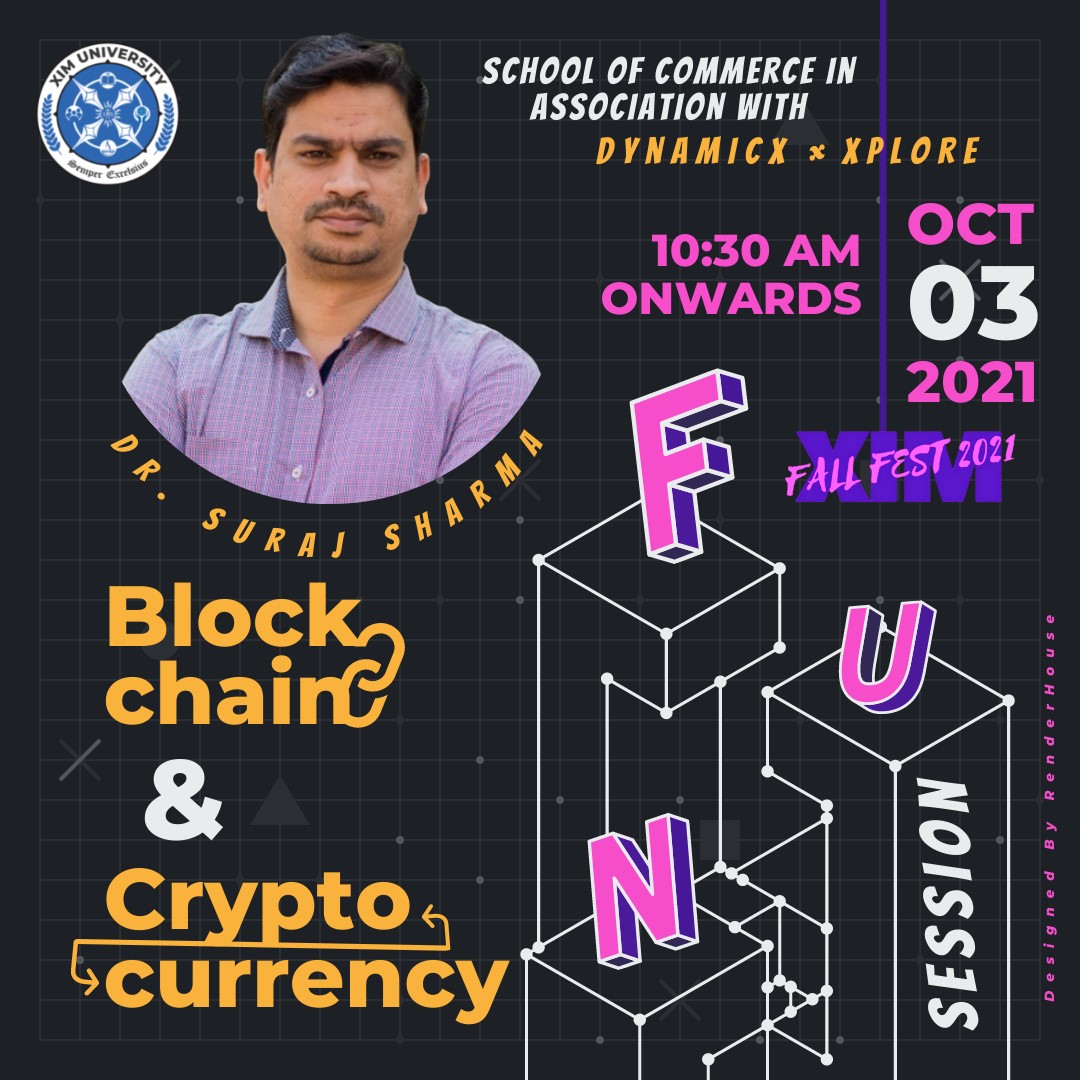 XIM UNIVERSITY
Semper Excelsius
SCHOOL OF COMMERCE IN
ASSOCIATION WITH
DYNAMICX × XPLORE
10:30 AM
ONWARDS
OCT
03
2021
XIM
FALL FEST 2021
DR. SURAJ SHARMA
Block
chain
&
Crypto
currency
F
U
N
SESSION
Designed By RenderHouse